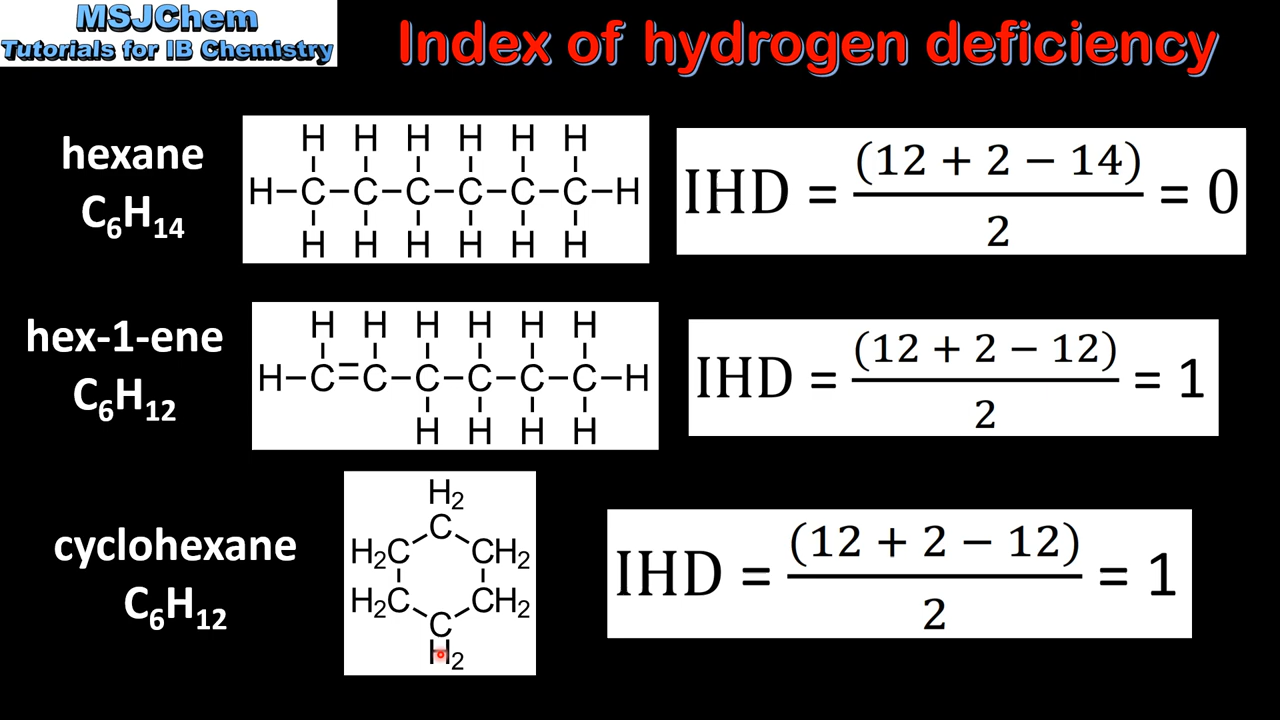 MSJChem
Tutorials for IB Chemistry
Index of hydrogen deficiency
hexane
C₆H₁₄
H H H H H H
H–C–C–C–C–C–C–H
H H H H H H
IHD = (12 + 2 − 14) / 2 = 0
hex-1-ene
C₆H₁₂
H H H H H H
H–C=C–C–C–C–C–H
H H H H
IHD = (12 + 2 − 12) / 2 = 1
cyclohexane
C₆H₁₂
H₂
C
H₂C CH₂
H₂C CH₂
C
H₂
IHD = (12 + 2 − 12) / 2 = 1